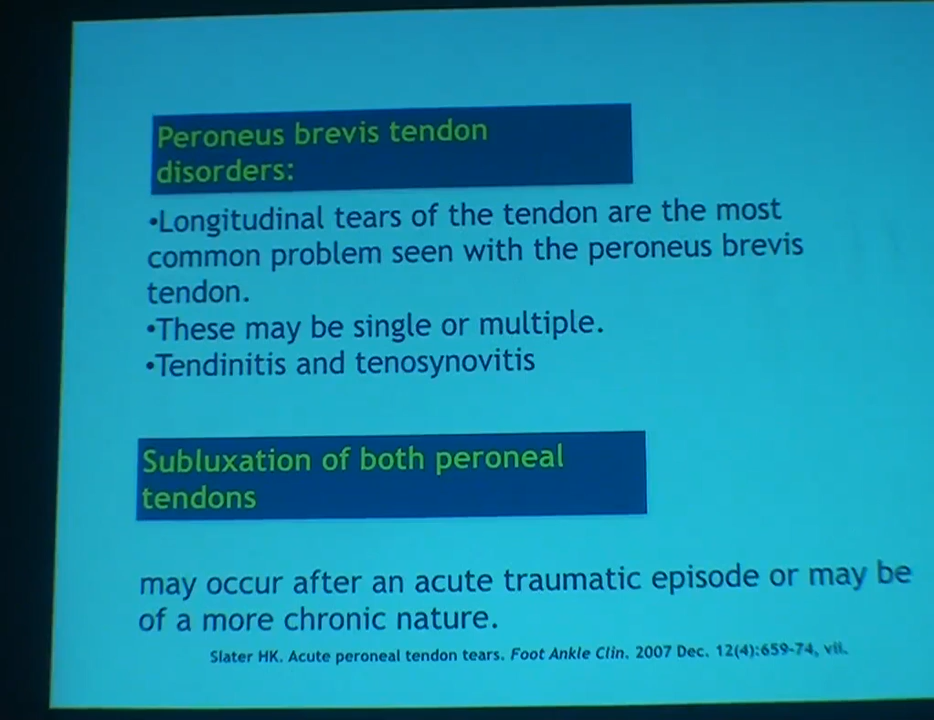 Peroneus brevis tendon
disorders:
•Longitudinal tears of the tendon are the most
common problem seen with the peroneus brevis
tendon.
•These may be single or multiple.
•Tendinitis and tenosynovitis
Subluxation of both peroneal
tendons
may occur after an acute traumatic episode or may be
of a more chronic nature.
Slater HK. Acute peroneal tendon tears. Foot Ankle Clin. 2007 Dec. 12(4):659-74, vii.